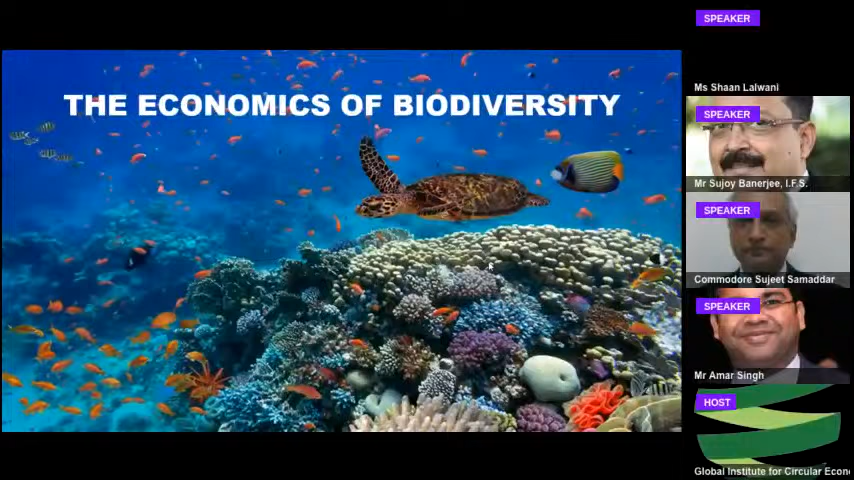 THE ECONOMICS OF BIODIVERSITY
SPEAKER
Ms Shaan Lalwani
SPEAKER
Mr Sujoy Banerjee, I.F.S.
SPEAKER
Commodore Sujeet Samaddar
SPEAKER
Mr Amar Singh
HOST
Global Institute for Circular Econ